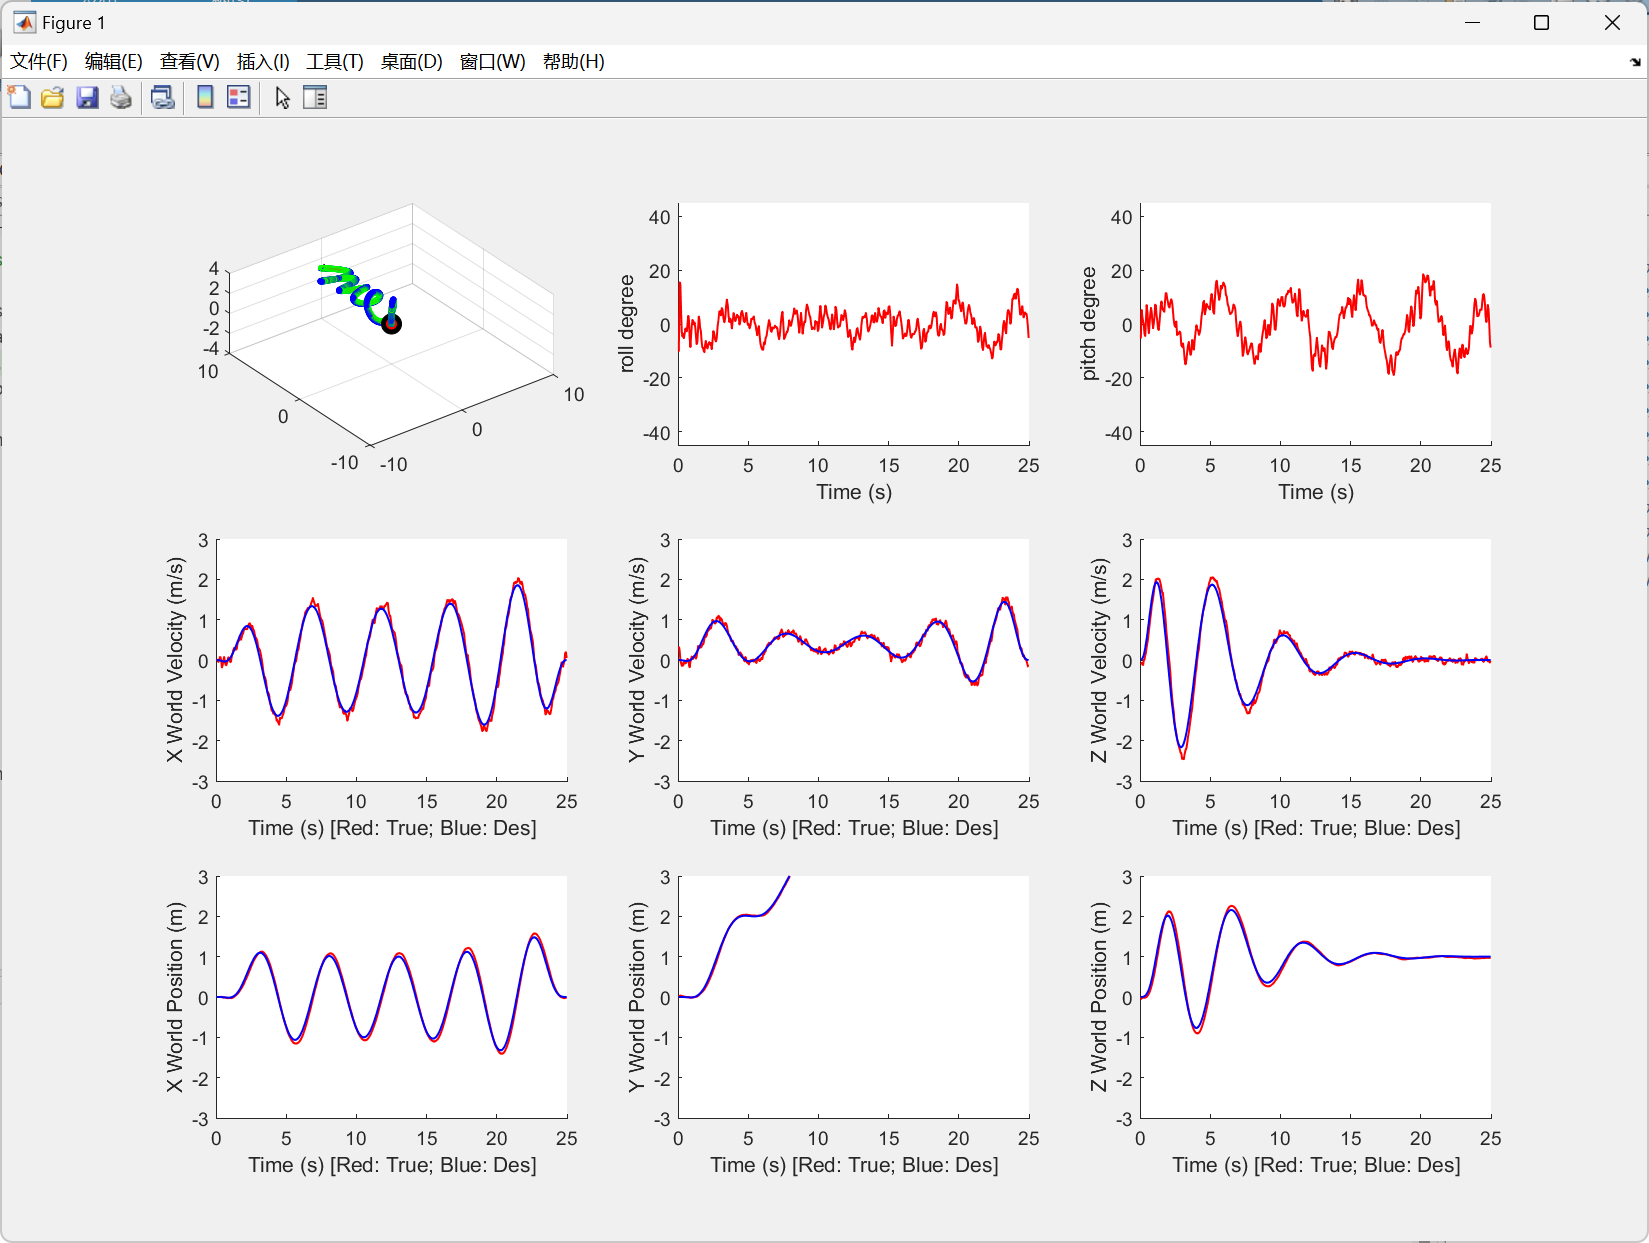 Figure 1
文件(F) 编辑(E) 查看(V) 插入(I) 工具(T) 桌面(D) 窗口(W) 帮助(H)
4
2
0
-2
-4
10
0
-10
-10
0
10
roll degree
40
20
0
-20
-40
0 5 10 15 20 25
Time (s)
pitch degree
40
20
0
-20
-40
0 5 10 15 20 25
Time (s)
X World Velocity (m/s)
3
2
1
0
-1
-2
-3
0 5 10 15 20 25
Time (s) [Red: True; Blue: Des]
Y World Velocity (m/s)
3
2
1
0
-1
-2
-3
0 5 10 15 20 25
Time (s) [Red: True; Blue: Des]
Z World Velocity (m/s)
3
2
1
0
-1
-2
-3
0 5 10 15 20 25
Time (s) [Red: True; Blue: Des]
X World Position (m)
3
2
1
0
-1
-2
-3
0 5 10 15 20 25
Time (s) [Red: True; Blue: Des]
Y World Position (m)
3
2
1
0
-1
-2
-3
0 5 10 15 20 25
Time (s) [Red: True; Blue: Des]
Z World Position (m)
3
2
1
0
-1
-2
-3
0 5 10 15 20 25
Time (s) [Red: True; Blue: Des]